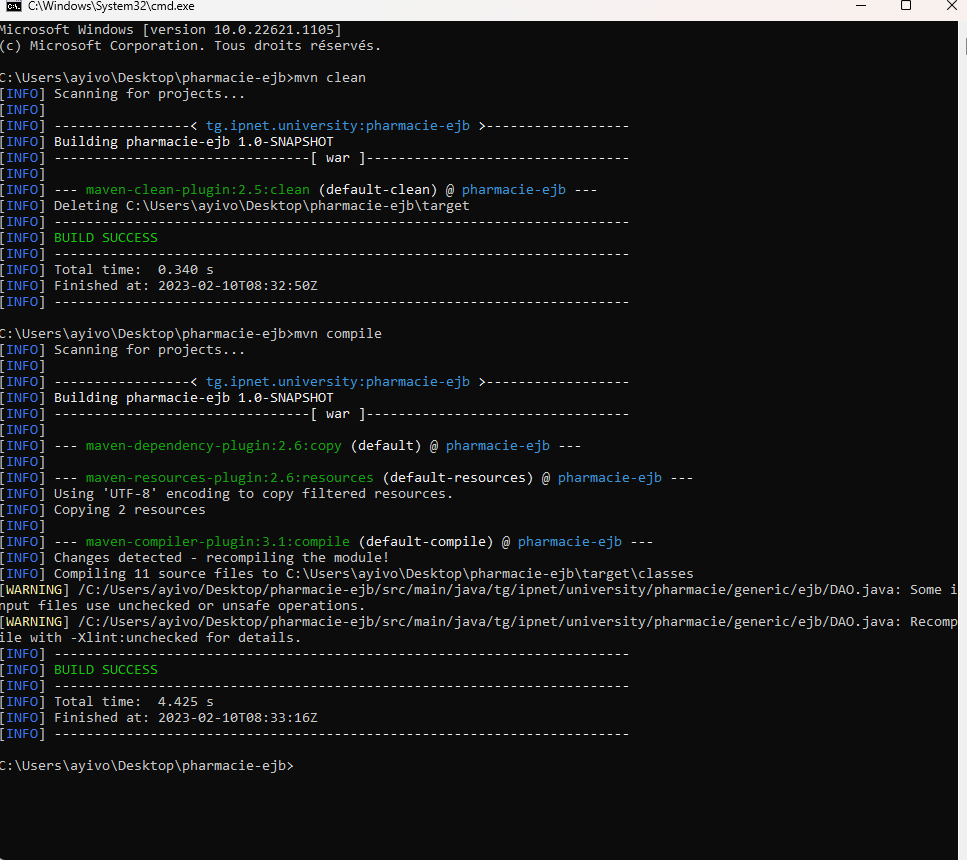 C:\Windows\System32\cmd.exe
Microsoft Windows [version 10.0.22621.1105]
(c) Microsoft Corporation. Tous droits réservés.
C:\Users\ayivo\Desktop\pharmacie-ejb>mvn clean
[INFO] Scanning for projects...
[INFO]
[INFO] -----------------< tg.ipnet.university:pharmacie-ejb >------------------
[INFO] Building pharmacie-ejb 1.0-SNAPSHOT
[INFO] --------------------------------[ war ]---------------------------------
[INFO]
[INFO] --- maven-clean-plugin:2.5:clean (default-clean) @ pharmacie-ejb ---
[INFO] Deleting C:\Users\ayivo\Desktop\pharmacie-ejb\target
[INFO] ------------------------------------------------------------------------
[INFO] BUILD SUCCESS
[INFO] ------------------------------------------------------------------------
[INFO] Total time:  0.340 s
[INFO] Finished at: 2023-02-10T08:32:50Z
[INFO] ------------------------------------------------------------------------
C:\Users\ayivo\Desktop\pharmacie-ejb>mvn compile
[INFO] Scanning for projects...
[INFO]
[INFO] -----------------< tg.ipnet.university:pharmacie-ejb >------------------
[INFO] Building pharmacie-ejb 1.0-SNAPSHOT
[INFO] --------------------------------[ war ]---------------------------------
[INFO]
[INFO] --- maven-dependency-plugin:2.6:copy (default) @ pharmacie-ejb ---
[INFO]
[INFO] --- maven-resources-plugin:2.6:resources (default-resources) @ pharmacie-ejb ---
[INFO] Using 'UTF-8' encoding to copy filtered resources.
[INFO] Copying 2 resources
[INFO]
[INFO] --- maven-compiler-plugin:3.1:compile (default-compile) @ pharmacie-ejb ---
[INFO] Changes detected - recompiling the module!
[INFO] Compiling 11 source files to C:\Users\ayivo\Desktop\pharmacie-ejb\target\classes
[WARNING] /C:/Users/ayivo/Desktop/pharmacie-ejb/src/main/java/tg/ipnet/university/pharmacie/generic/ejb/DAO.java: Some i
nput files use unchecked or unsafe operations.
[WARNING] /C:/Users/ayivo/Desktop/pharmacie-ejb/src/main/java/tg/ipnet/university/pharmacie/generic/ejb/DAO.java: Recomp
ile with -Xlint:unchecked for details.
[INFO] ------------------------------------------------------------------------
[INFO] BUILD SUCCESS
[INFO] ------------------------------------------------------------------------
[INFO] Total time:  4.425 s
[INFO] Finished at: 2023-02-10T08:33:16Z
[INFO] ------------------------------------------------------------------------
C:\Users\ayivo\Desktop\pharmacie-ejb>